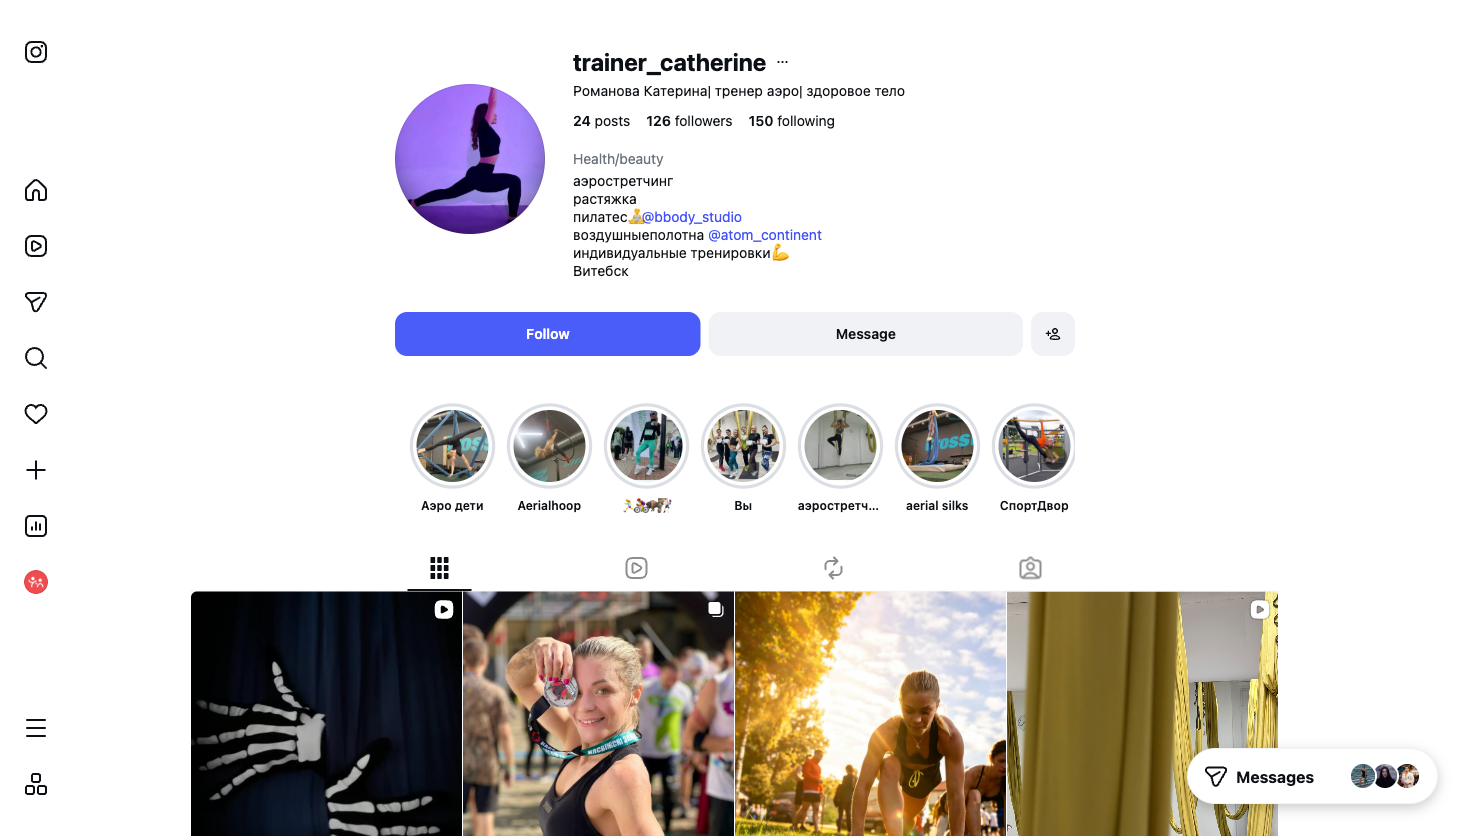 trainer_catherine ...
Романова Катерина| тренер аэро| здоровое тело
24 posts 126 followers 150 following
Health/beauty
аэростретчинг
растяжка
пилатес🧘@bbody_studio
воздушныеполотна @atom_continent
индивидуальные тренировки💪
Витебск
Follow
Message
Аэро дети
Aerialhoop
Вы
аэростретч...
aerial silks
СпортДвор
Messages